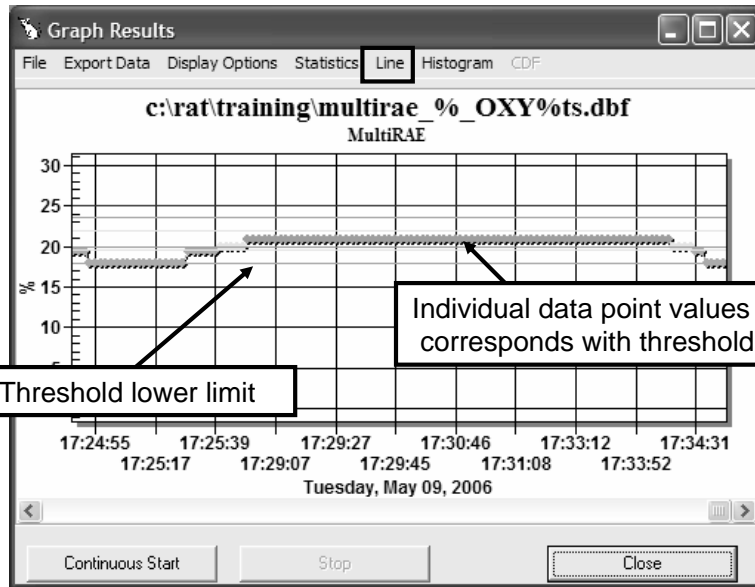 Graph Results
File Export Data Display Options Statistics Line Histogram CDF
c:\rat\training\multirae_%_OXY%ts.dbf
MultiRAE
30
25
20
15
10
5
%
Individual data point values
corresponds with threshold
Threshold lower limit
17:24:55 17:25:39 17:29:27 17:30:46 17:33:12 17:34:31
17:25:17 17:29:07 17:29:45 17:31:08 17:33:52
Tuesday, May 09, 2006
Continuous Start Stop Close